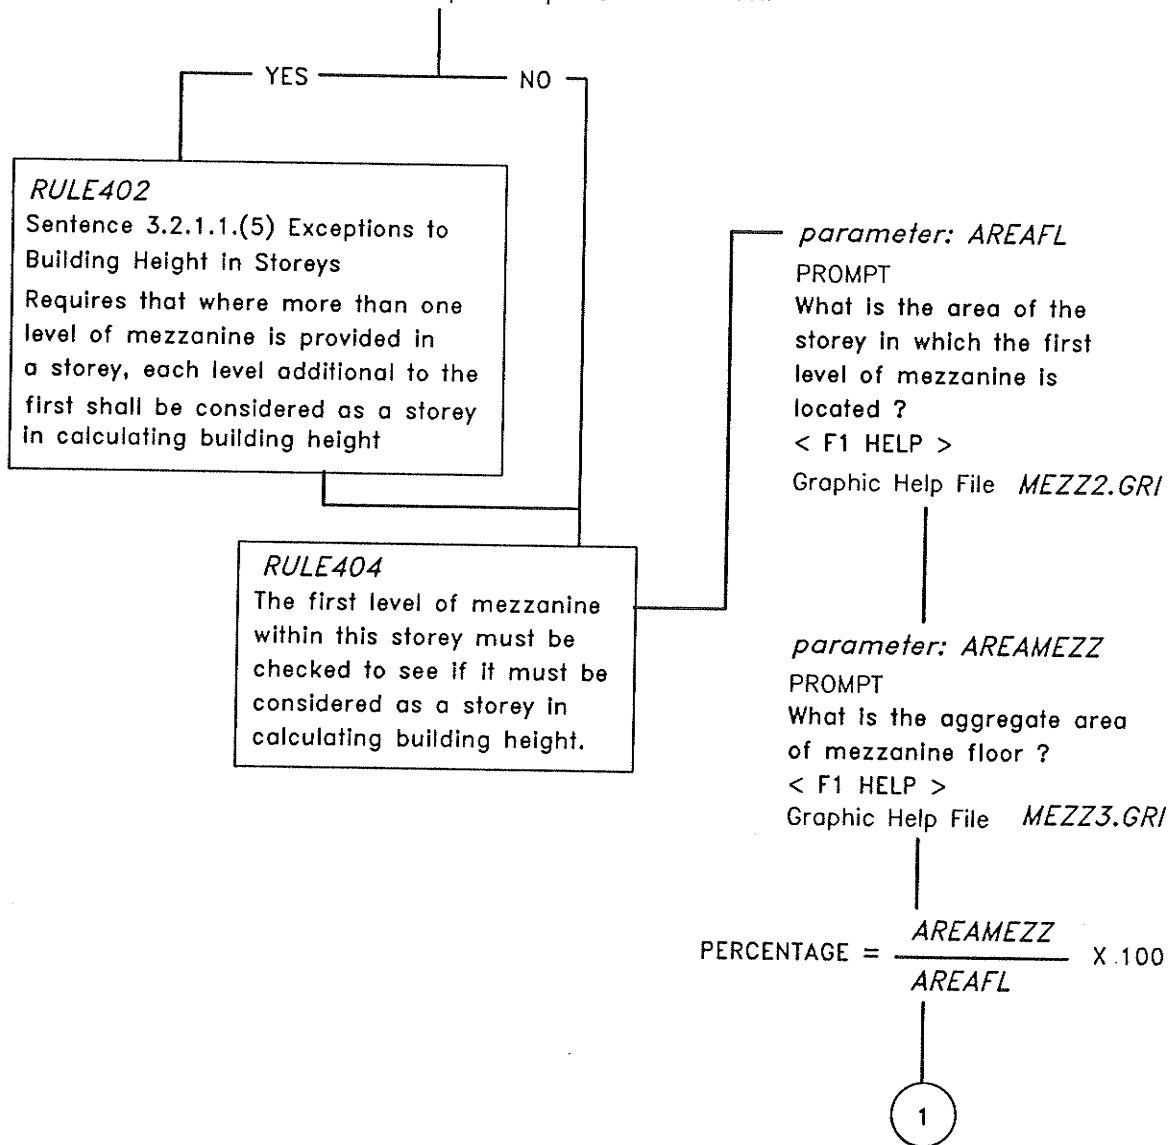 YES
NO
RULE402
Sentence 3.2.1.1.(5) Exceptions to
Building Height in Storeys
Requires that where more than one
level of mezzanine is provided in
a storey, each level additional to the
first shall be considered as a storey
in calculating building height
RULE404
The first level of mezzanine
within this storey must be
checked to see if it must be
considered as a storey in
calculating building height.
parameter: AREAFL
PROMPT
What is the area of the
storey in which the first
level of mezzanine is
located ?
< F1 HELP >
Graphic Help File MEZZ2.GRI
parameter: AREAMEZZ
PROMPT
What is the aggregate area
of mezzanine floor ?
< F1 HELP >
Graphic Help File MEZZ3.GRI
AREAMEZZ
PERCENTAGE = X 100
AREAFL
1